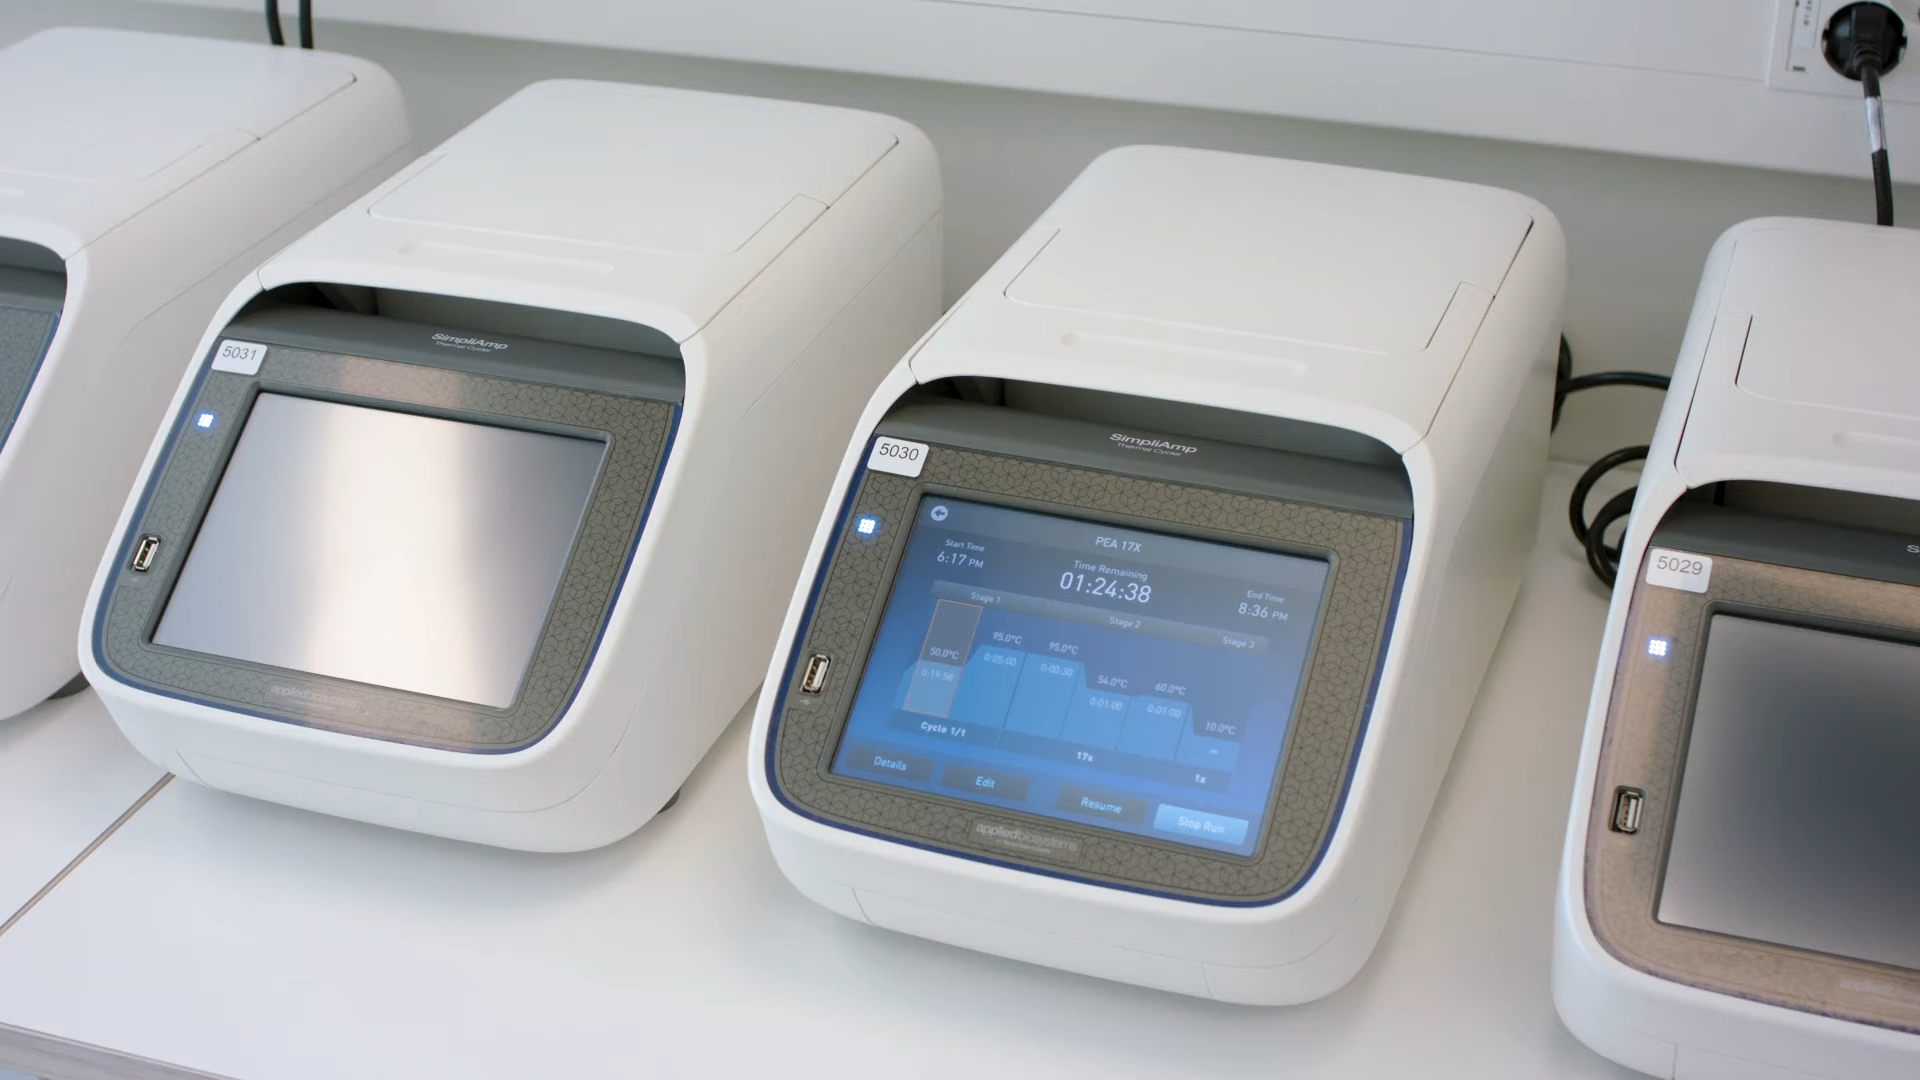 5031
SimpliAmp
Thermal Cycler
appliedbiosystems
5030
SimpliAmp
Thermal Cycler
PEA 17X
Start Time
6:17 PM
Time Remaining
01:24:38
End Time
8:36 PM
Stage 1
Stage 2
Stage 3
50.0°C
0:19:58
95.0°C
0:05:00
95.0°C
0:00:30
54.0°C
0:01:00
60.0°C
0:01:00
10.0°C
∞
Cycle 1/1
17x
1x
Details
Edit
Resume
Stop Run
appliedbiosystems
5029